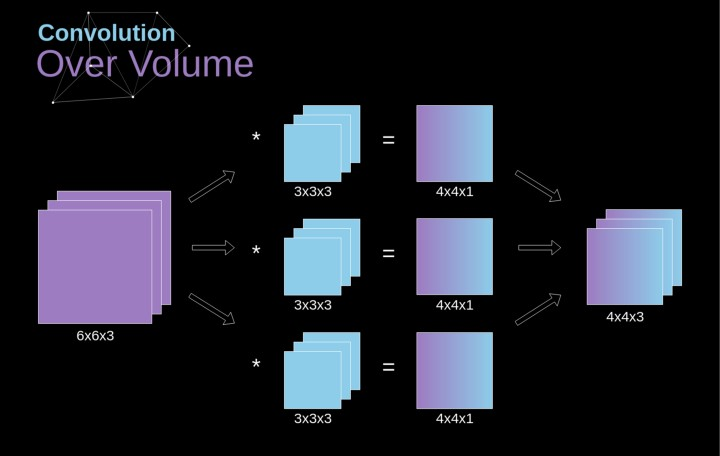 Convolution
Over Volume
* 3x3x3 = 4x4x1
6x6x3
* 3x3x3 = 4x4x1
* 3x3x3 = 4x4x1
4x4x3